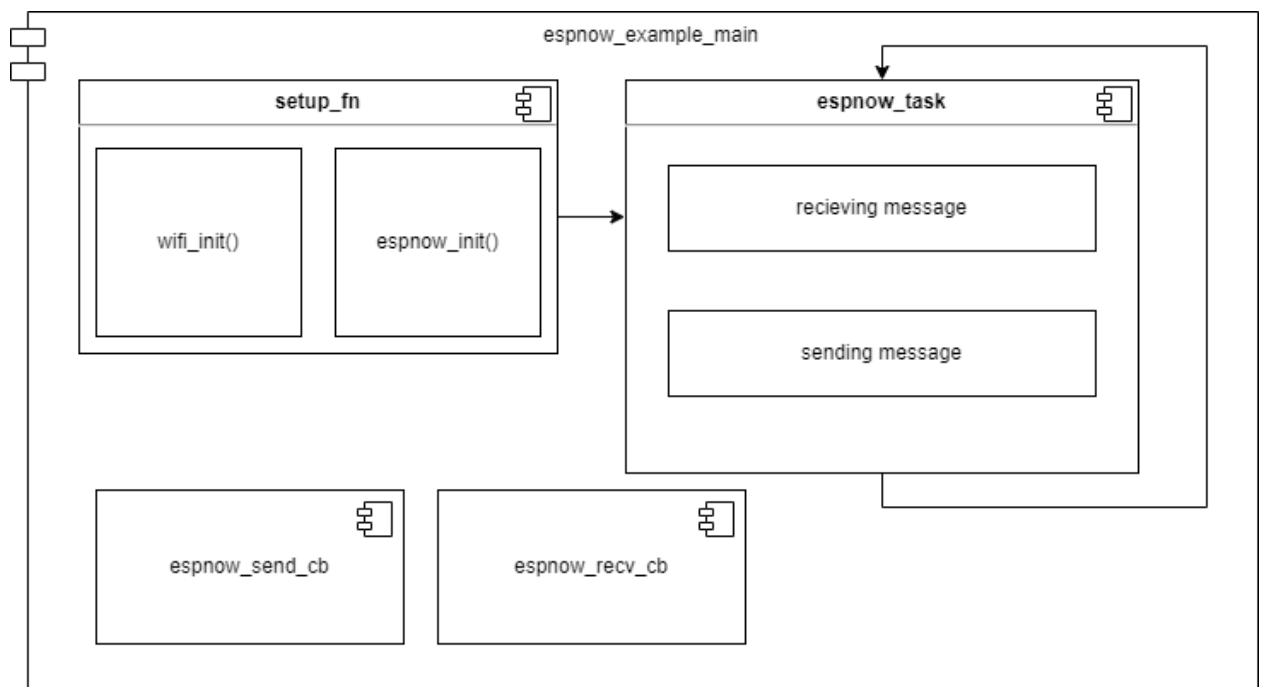 espnow_example_main
setup_fn
wifi_init()
espnow_init()
espnow_task
recieving message
sending message
espnow_send_cb
espnow_recv_cb